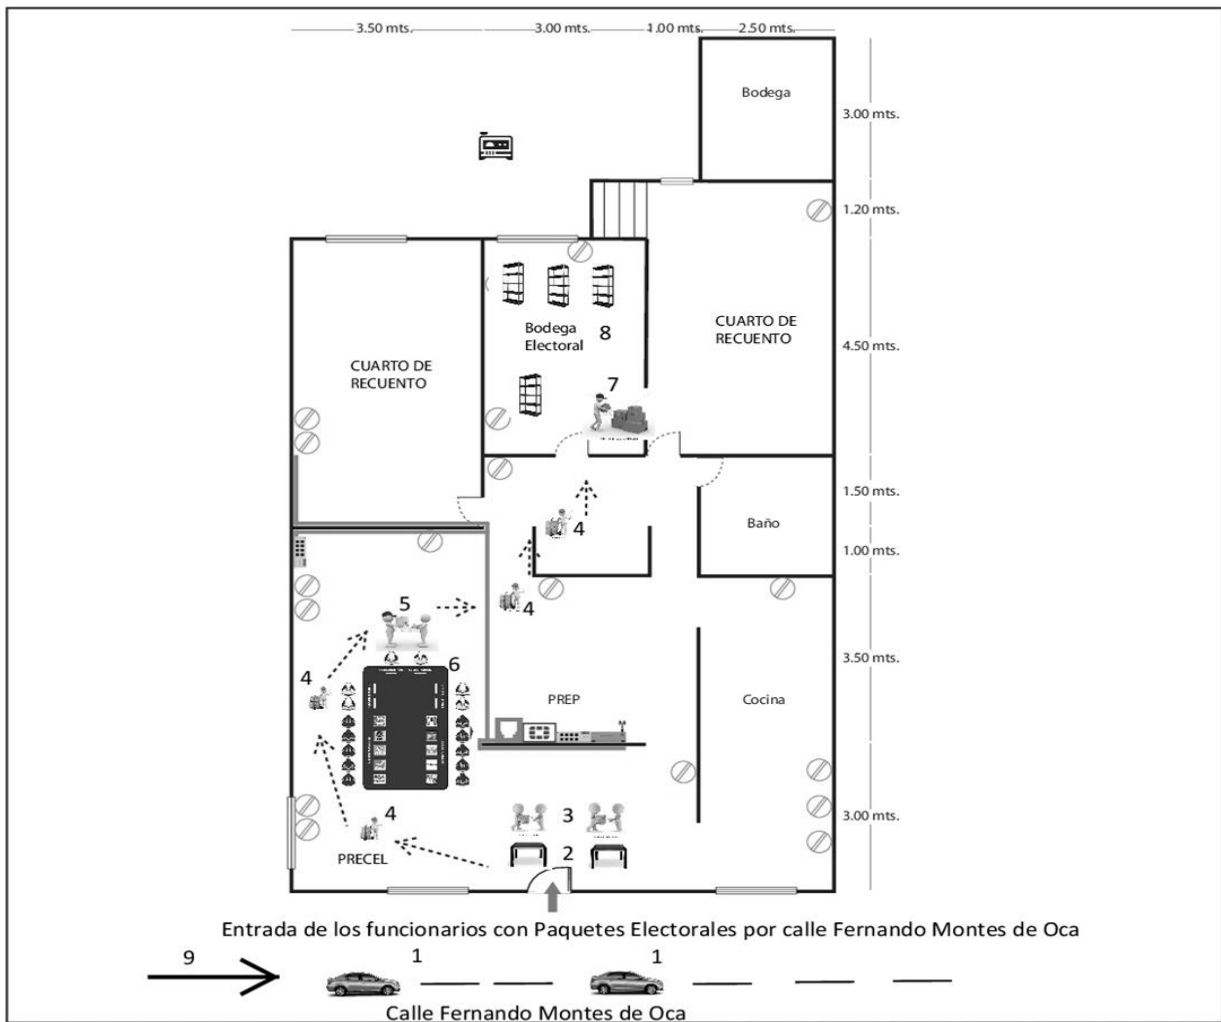 3.50 mts. 3.00 mts. 1.00 mts. 2.50 mts.
Bodega
3.00 mts.
1.20 mts.
CUARTO DE
RECUENTO
4.50 mts.
Bodega
Electoral
8
CUARTO DE
RECUENTO
7
1.50 mts.
4
Baño
1.00 mts.
5
4
6
4
3.50 mts.
PREP
Cocina
4
3
3.00 mts.
PRECEL
2
Entrada de los funcionarios con Paquetes Electorales por calle Fernando Montes de Oca
9
1
1
Calle Fernando Montes de Oca